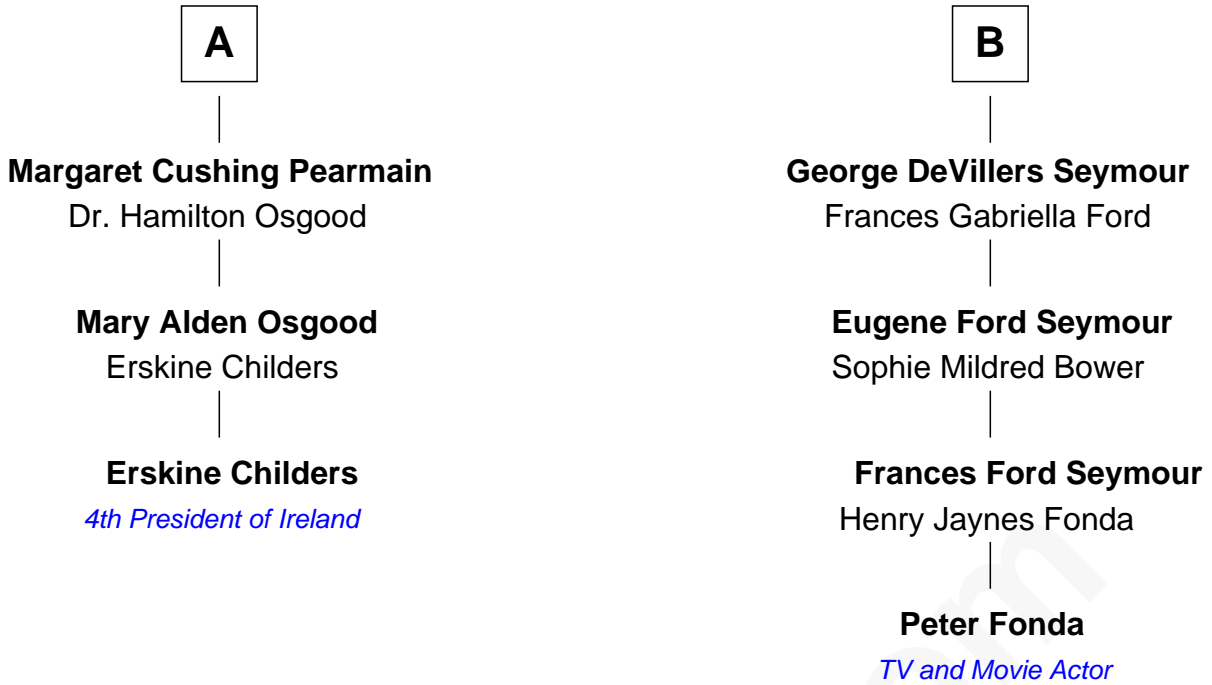 A
Margaret Cushing Pearmain
Dr. Hamilton Osgood
Mary Alden Osgood
Erskine Childers
Erskine Childers
4th President of Ireland
B
George DeVillers Seymour
Frances Gabriella Ford
Eugene Ford Seymour
Sophie Mildred Bower
Frances Ford Seymour
Henry Jaynes Fonda
Peter Fonda
TV and Movie Actor